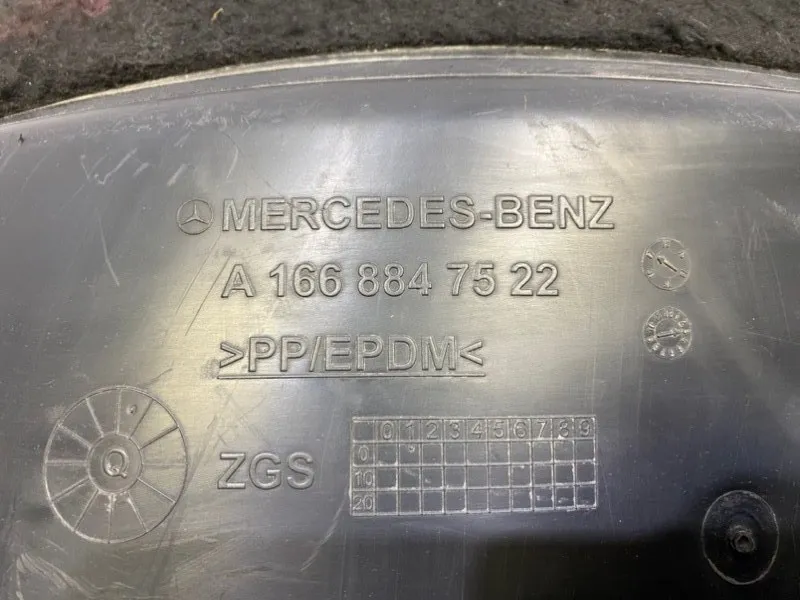 MERCEDES-BENZ
A 166 884 75 22
>PP/EPDM<
Q
ZGS
0 1 2 3 4 5 6 7 8 9
0
10
20